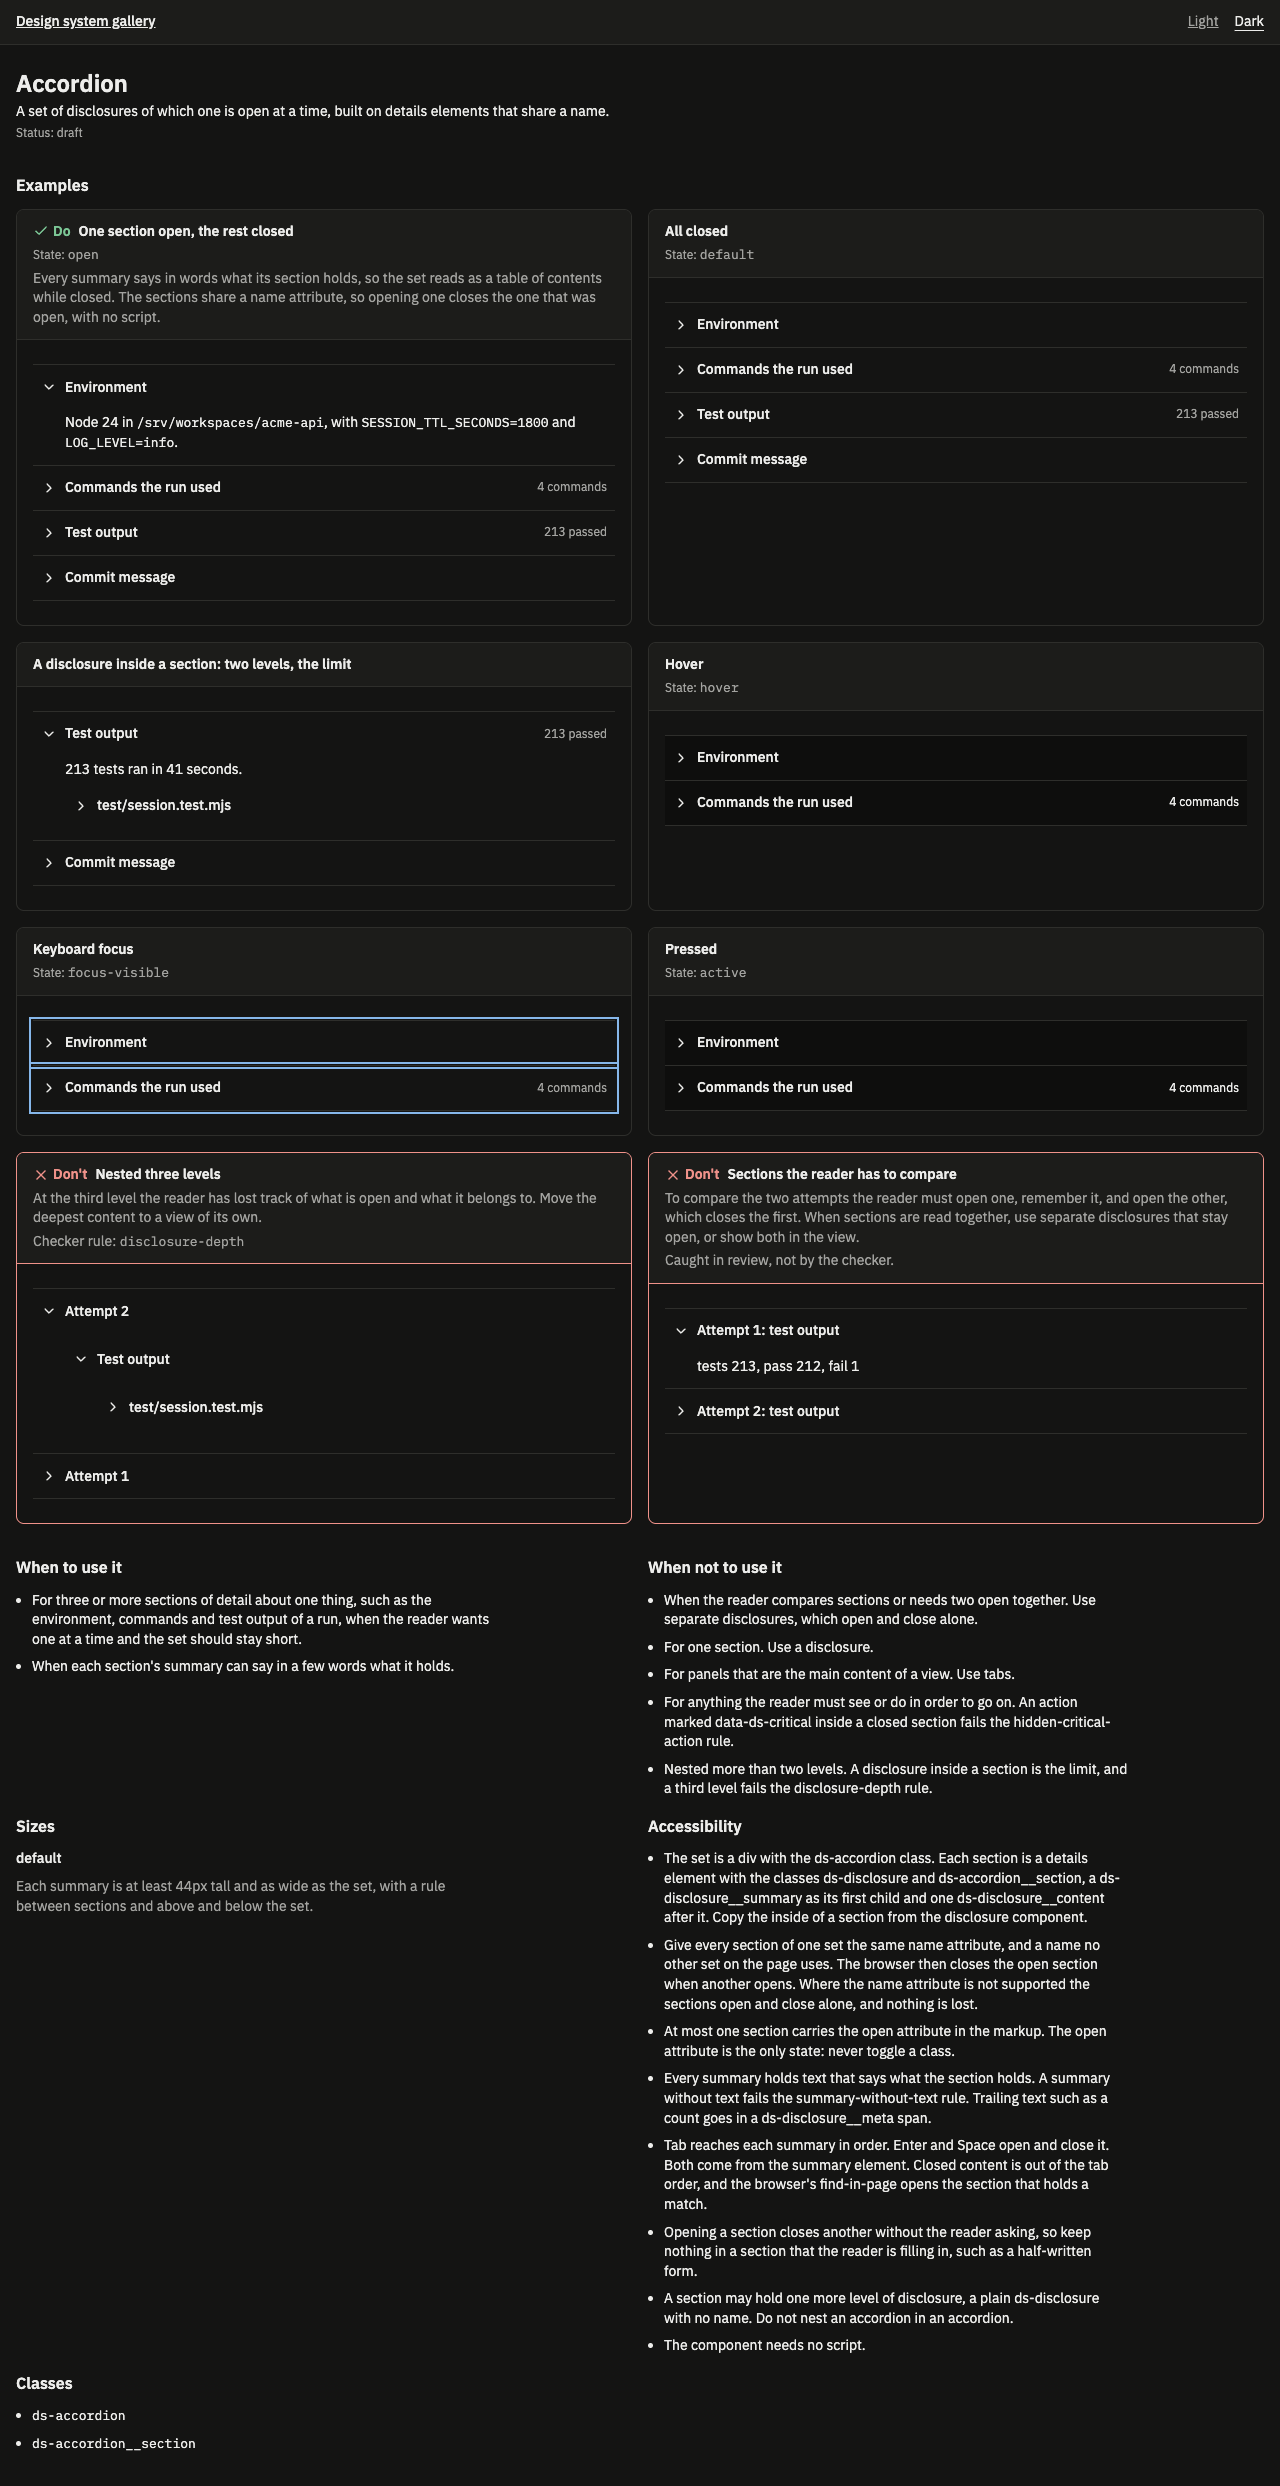 Design system gallery
Light
Dark
Accordion
A set of disclosures of which one is open at a time, built on details elements that share a name.
Status: draft
Examples
Do One section open, the rest closed
State: open
Every summary says in words what its section holds, so the set reads as a table of contents
while closed. The sections share a name attribute, so opening one closes the one that was
open, with no script.
Environment
Node 24 in /srv/workspaces/acme-api, with SESSION_TTL_SECONDS=1800 and
LOG_LEVEL=info.
Commands the run used 4 commands
Test output 213 passed
Commit message
All closed
State: default
Environment
Commands the run used 4 commands
Test output 213 passed
Commit message
A disclosure inside a section: two levels, the limit
Test output 213 passed
213 tests ran in 41 seconds.
test/session.test.mjs
Commit message
Hover
State: hover
Environment
Commands the run used 4 commands
Keyboard focus
State: focus-visible
Environment
Commands the run used 4 commands
Pressed
State: active
Environment
Commands the run used 4 commands
Don't Nested three levels
At the third level the reader has lost track of what is open and what it belongs to. Move the
deepest content to a view of its own.
Checker rule: disclosure-depth
Attempt 2
Test output
test/session.test.mjs
Attempt 1
Don't Sections the reader has to compare
To compare the two attempts the reader must open one, remember it, and open the other,
which closes the first. When sections are read together, use separate disclosures that stay
open, or show both in the view.
Caught in review, not by the checker.
Attempt 1: test output
tests 213, pass 212, fail 1
Attempt 2: test output
When to use it
For three or more sections of detail about one thing, such as the
environment, commands and test output of a run, when the reader wants
one at a time and the set should stay short.
When each section's summary can say in a few words what it holds.
When not to use it
When the reader compares sections or needs two open together. Use
separate disclosures, which open and close alone.
For one section. Use a disclosure.
For panels that are the main content of a view. Use tabs.
For anything the reader must see or do in order to go on. An action
marked data-ds-critical inside a closed section fails the hidden-critical-
action rule.
Nested more than two levels. A disclosure inside a section is the limit, and
a third level fails the disclosure-depth rule.
Sizes
default
Each summary is at least 44px tall and as wide as the set, with a rule
between sections and above and below the set.
Accessibility
The set is a div with the ds-accordion class. Each section is a details
element with the classes ds-disclosure and ds-accordion__section, a ds-
disclosure__summary as its first child and one ds-disclosure__content
after it. Copy the inside of a section from the disclosure component.
Give every section of one set the same name attribute, and a name no
other set on the page uses. The browser then closes the open section
when another opens. Where the name attribute is not supported the
sections open and close alone, and nothing is lost.
At most one section carries the open attribute in the markup. The open
attribute is the only state: never toggle a class.
Every summary holds text that says what the section holds. A summary
without text fails the summary-without-text rule. Trailing text such as a
count goes in a ds-disclosure__meta span.
Tab reaches each summary in order. Enter and Space open and close it.
Both come from the summary element. Closed content is out of the tab
order, and the browser's find-in-page opens the section that holds a
match.
Opening a section closes another without the reader asking, so keep
nothing in a section that the reader is filling in, such as a half-written
form.
A section may hold one more level of disclosure, a plain ds-disclosure
with no name. Do not nest an accordion in an accordion.
The component needs no script.
Classes
ds-accordion
ds-accordion__section